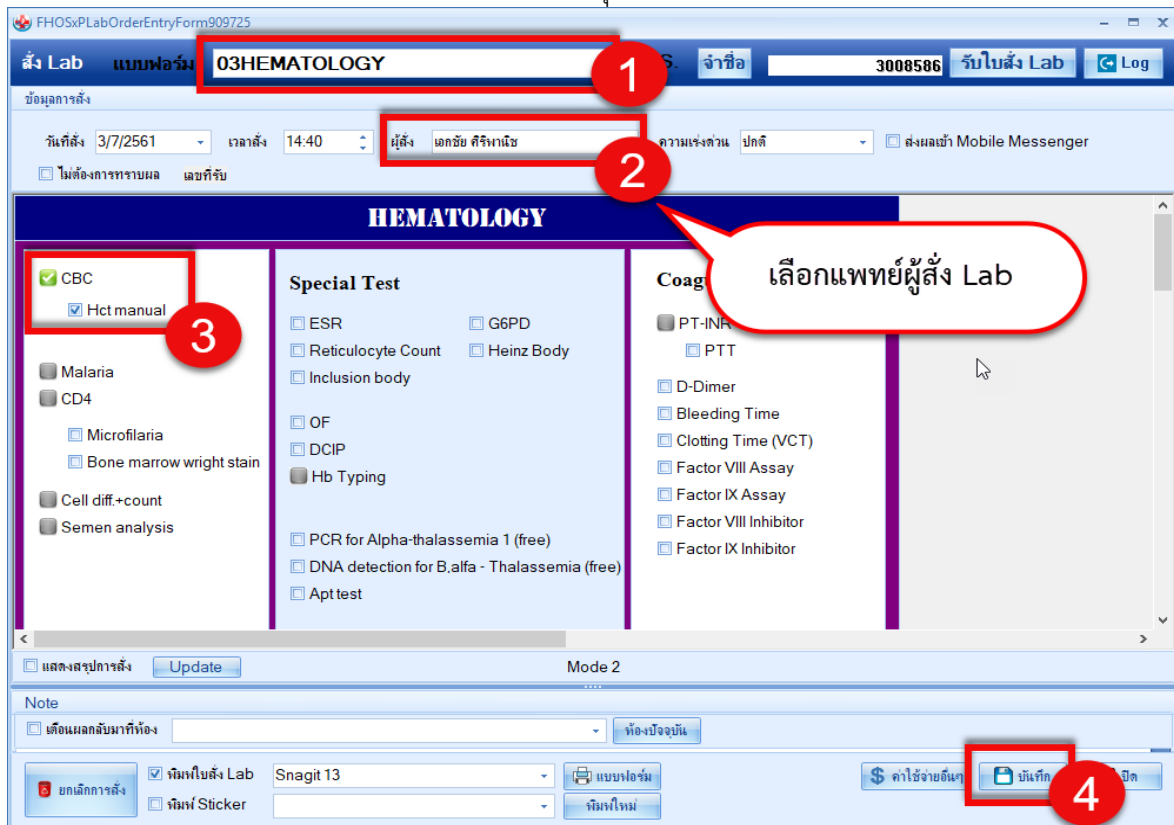 FHOSxPLabOrderEntryForm909725
สั่ง Lab แบบฟอร์ม 03HEMATOLOGY S. จำชื่อ 3008586 รับใบสั่ง Lab Log
1
ข้อมูลการสั่ง
วันที่สั่ง 3/7/2561 เวลาสั่ง 14:40 ผู้สั่ง เอกชัย ศิริพานิช ความเร่งด่วน ปกติ ส่งผลเข้า Mobile Messenger
2
ไม่ต้องการทราบผล เลขที่รับ
HEMATOLOGY
เลือกแพทย์ผู้สั่ง Lab
CBC
Hct manual
3
Malaria
CD4
Microfilaria
Bone marrow wright stain
Cell diff.+count
Semen analysis
Special Test
ESR G6PD
Reticulocyte Count Heinz Body
Inclusion body
OF
DCIP
Hb Typing
PCR for Alpha-thalassemia 1 (free)
DNA detection for B,alfa - Thalassemia (free)
Apt test
PT-INR
PTT
D-Dimer
Bleeding Time
Clotting Time (VCT)
Factor VIII Assay
Factor IX Assay
Factor VIII Inhibitor
Factor IX Inhibitor
แสดงสรุปการสั่ง Update Mode 2
Note
เตือนผลกลับมาที่ห้อง ห้องปัจจุบัน
ยกเลิกการสั่ง
พิมพ์ใบสั่ง Lab Snagit 13 แบบฟอร์ม
พิมพ์ Sticker พิมพ์ใหม่
ค่าใช้จ่ายอื่นๆ บันทึก ปิด
4